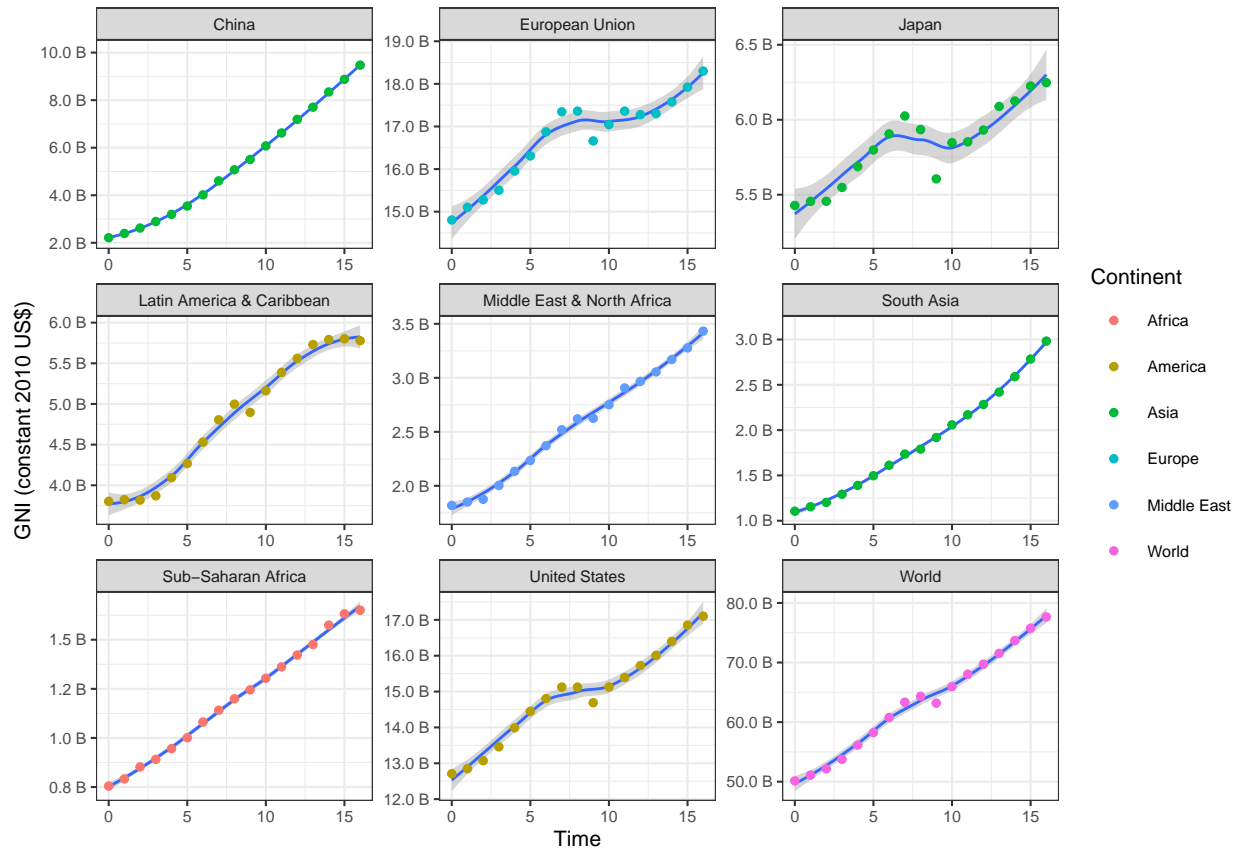 China
European Union
Japan
10.0 B
8.0 B
6.0 B
4.0 B
2.0 B
0 5 10 15
19.0 B
18.0 B
17.0 B
16.0 B
15.0 B
0 5 10 15
6.5 B
6.0 B
5.5 B
0 5 10 15
Latin America & Caribbean
Middle East & North Africa
South Asia
6.0 B
5.5 B
5.0 B
4.5 B
4.0 B
0 5 10 15
3.5 B
3.0 B
2.5 B
2.0 B
0 5 10 15
3.0 B
2.5 B
2.0 B
1.5 B
1.0 B
0 5 10 15
Sub−Saharan Africa
United States
World
1.5 B
1.2 B
1.0 B
0.8 B
0 5 10 15
17.0 B
16.0 B
15.0 B
14.0 B
13.0 B
12.0 B
0 5 10 15
80.0 B
70.0 B
60.0 B
50.0 B
0 5 10 15
GNI (constant 2010 US$)
Time
Continent
Africa
America
Asia
Europe
Middle East
World